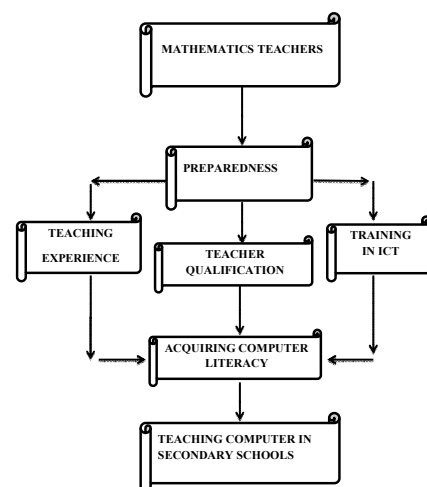 MATHEMATICS TEACHERS
PREPAREDNESS
TEACHING
EXPERIENCE
TEACHER
QUALIFICATION
TRAINING
IN ICT
ACQUIRING COMPUTER
LITERACY
TEACHING COMPUTER IN
SECONDARY SCHOOLS